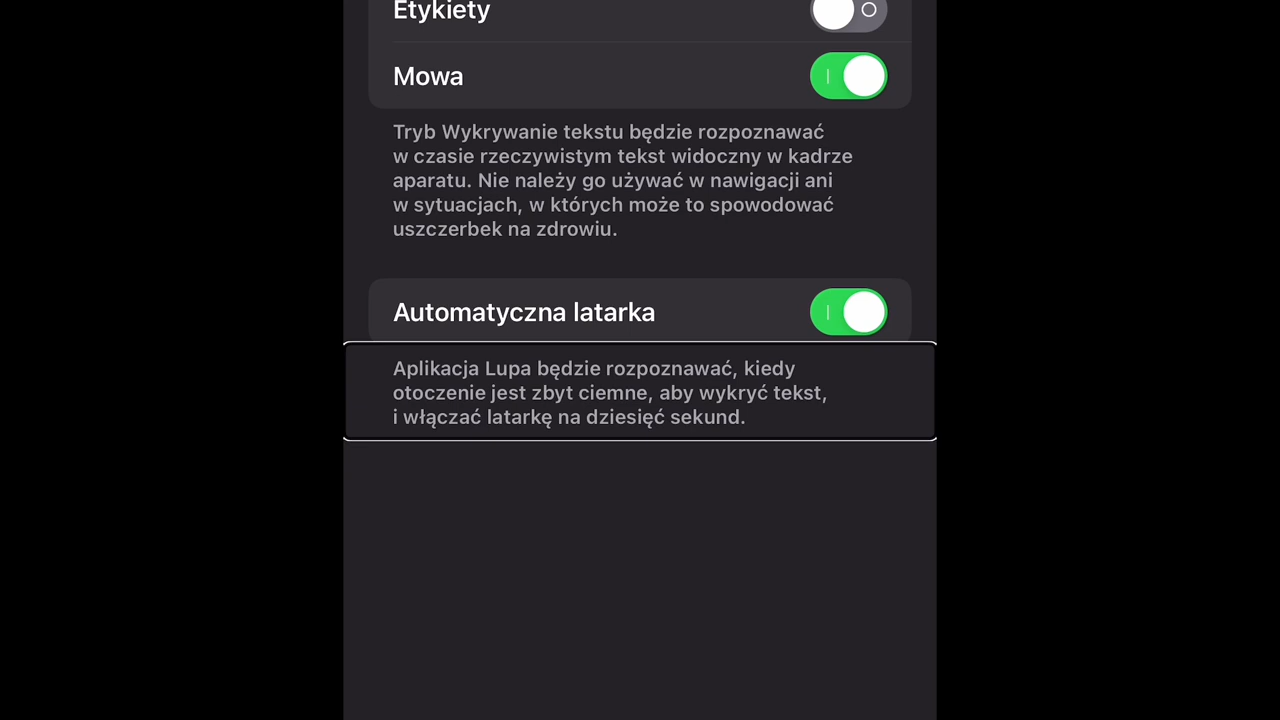 Etykiety
Mowa
Tryb Wykrywanie tekstu będzie rozpoznawać
w czasie rzeczywistym tekst widoczny w kadrze
aparatu. Nie należy go używać w nawigacji ani
w sytuacjach, w których może to spowodować
uszczerbek na zdrowiu.
Automatyczna latarka
Aplikacja Lupa będzie rozpoznawać, kiedy
otoczenie jest zbyt ciemne, aby wykryć tekst,
i włączać latarkę na dziesięć sekund.